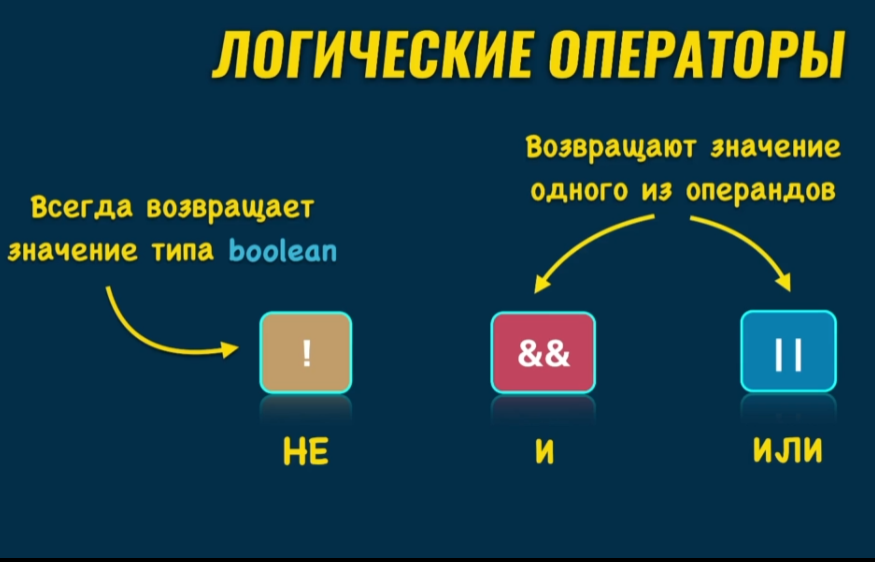 ЛОГИЧЕСКИЕ ОПЕРАТОРЫ
Всегда возвращает
значение типа boolean
Возвращают значение
одного из операндов
!
&&
||
НЕ
И
ИЛИ